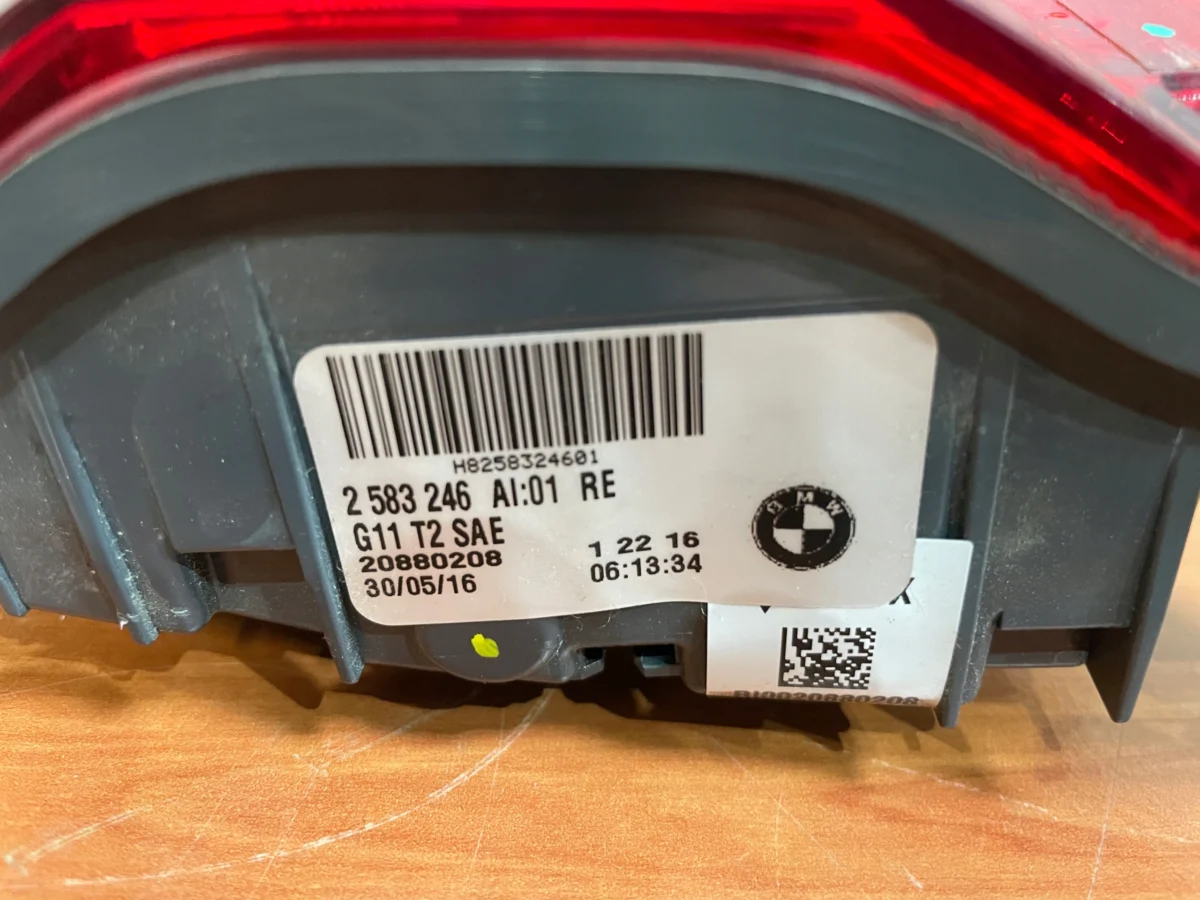 H8258324601
2 583 246 AI:01 RE
G11 T2 SAE
20880208
30/05/16
1 22 16
06:13:34
BMW
X
BI0020880208